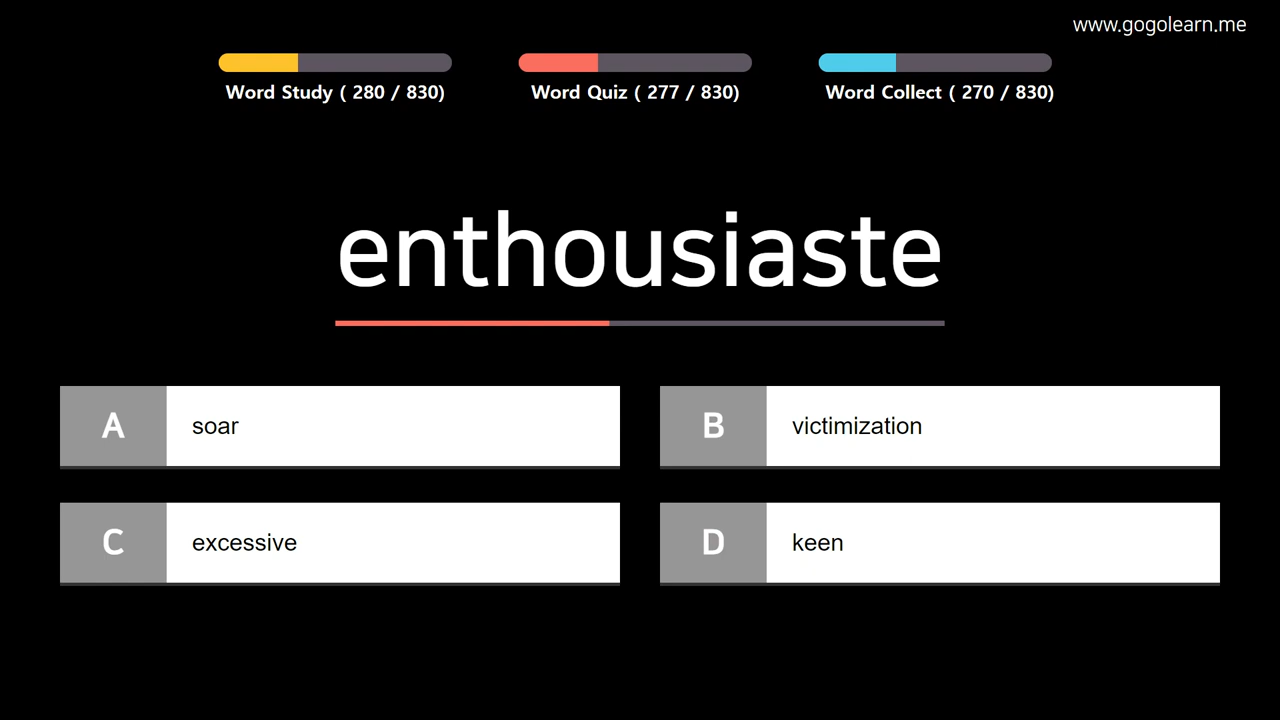 www.gogolearn.me
Word Study ( 280 / 830)
Word Quiz ( 277 / 830)
Word Collect ( 270 / 830)
enthousiaste
A soar
B victimization
C excessive
D keen